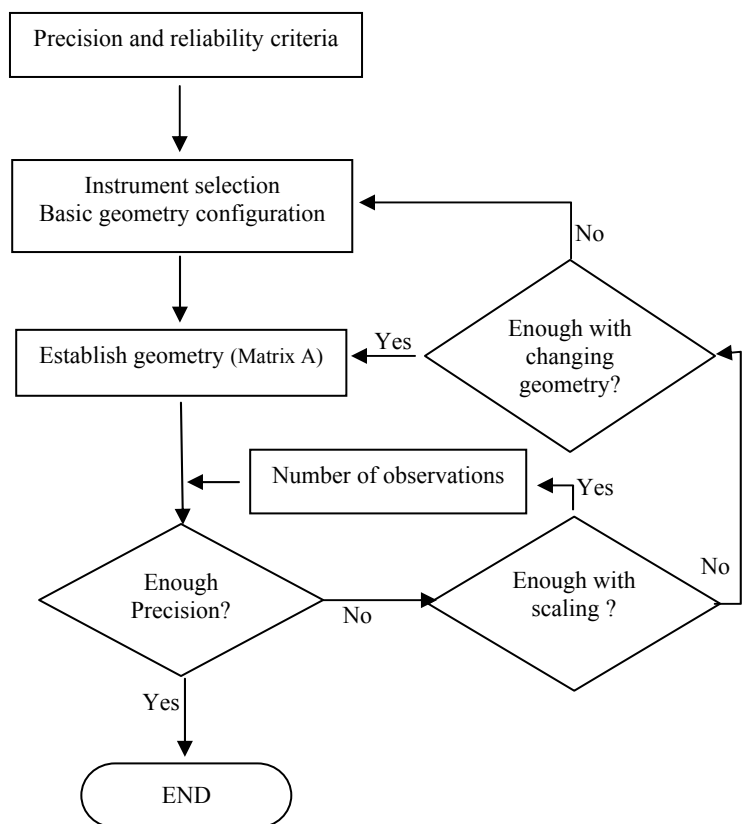 Precision and reliability criteria
Instrument selection
Basic geometry configuration
No
Establish geometry (Matrix A)
Yes
Enough with
changing
geometry?
Number of observations
Yes
Enough
Precision?
No
Enough with
scaling ?
No
Yes
END